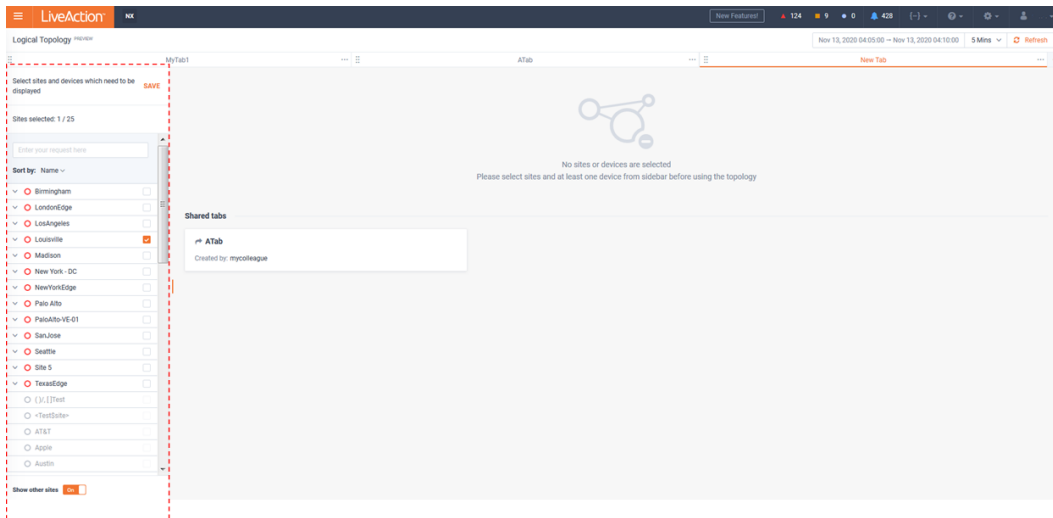 LiveAction
NX
New Features!
124
9
0
428
Logical Topology PREVIEW
Nov 13, 2020 04:05:00 – Nov 13, 2020 04:10:00
5 Mins
Refresh
MyTab1
ATab
New Tab
Select sites and devices which need to be
displayed
SAVE
Sites selected: 1 / 25
Enter your request here
Sort by: Name
Birmingham
LondonEdge
LosAngeles
Louisville
Madison
New York - DC
NewYorkEdge
Palo Alto
PaloAlto-VE-01
SanJose
Seattle
Site 5
TexasEdge
( )/, [ ]Test
<Test$site>
AT&T
Apple
Austin
Show other sites On
No sites or devices are selected
Please select sites and at least one device from sidebar before using the topology
Shared tabs
ATab
Created by: mycolleague